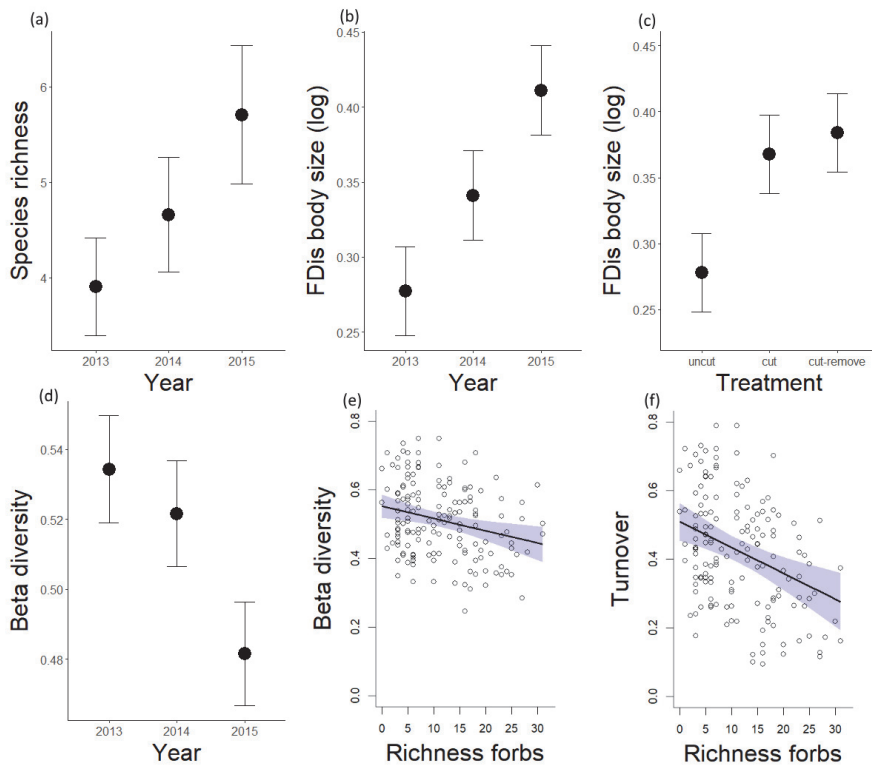 (a)
Species richness
6
5
4
2013 2014 2015
Year
(b)
FDis body size (log)
0.40
0.35
0.30
0.25
2013 2014 2015
Year
(c)
FDis body size (log)
0.40
0.35
0.30
0.25
uncut cut cut-remove
Treatment
(d)
Beta diversity
0.54
0.52
0.50
0.48
2013 2014 2015
Year
(e)
Beta diversity
0.8
0.6
0.4
0.2
0.0
0 5 10 15 20 25 30
Richness forbs
(f)
Turnover
0.8
0.6
0.4
0.2
0.0
0 5 10 15 20 25 30
Richness forbs